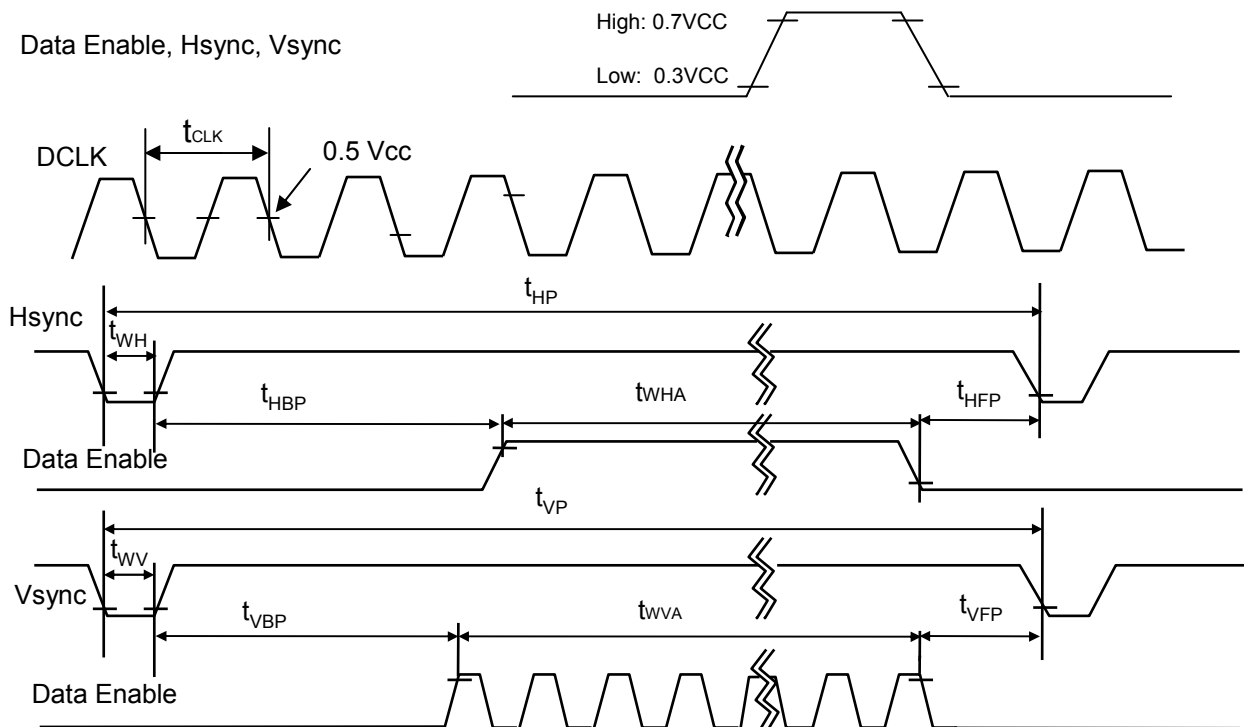 High: 0.7VCC
Data Enable, Hsync, Vsync
Low: 0.3VCC
tCLK
DCLK
0.5 Vcc
tHP
Hsync
tWH
tHBP
tWHA
tHFP
Data Enable
tVP
tWV
Vsync
tVBP
tWVA
tVFP
Data Enable